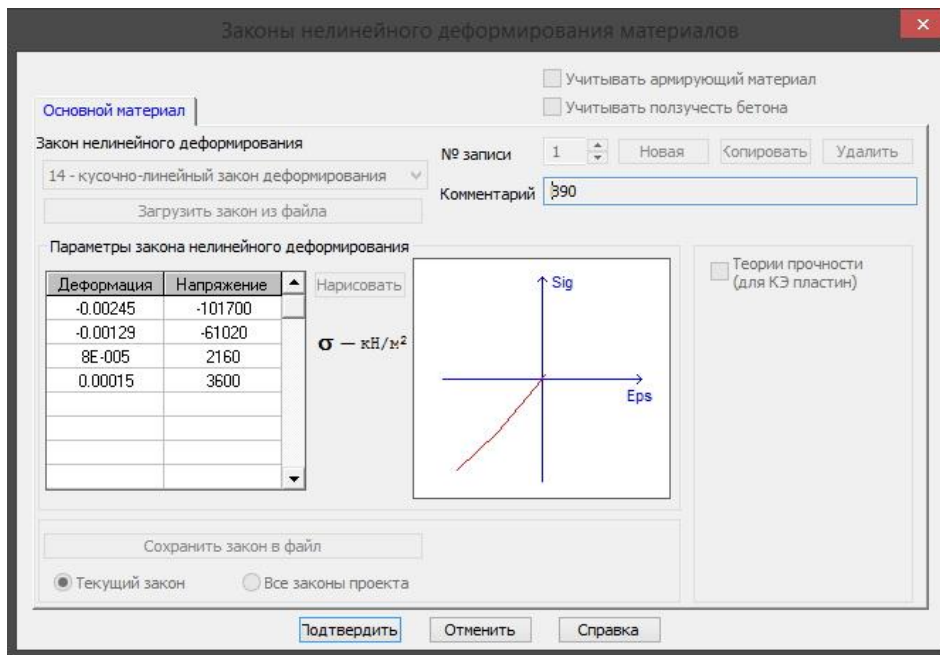 Законы нелинейного деформирования материалов
Учитывать армирующий материал
Учитывать ползучесть бетона
Основной материал
Закон нелинейного деформирования
14 - кусочно-линейный закон деформирования
Загрузить закон из файла
№ записи 1 Новая Копировать Удалить
Комментарий 390
Параметры закона нелинейного деформирования
Деформация Напряжение
-0.00245 -101700
-0.00129 -61020
8E-005 2160
0.00015 3600
Нарисовать
σ – кН/м²
Sig
Eps
Теории прочности
(для КЭ пластин)
Сохранить закон в файл
Текущий закон Все законы проекта
Подтвердить Отменить Справка